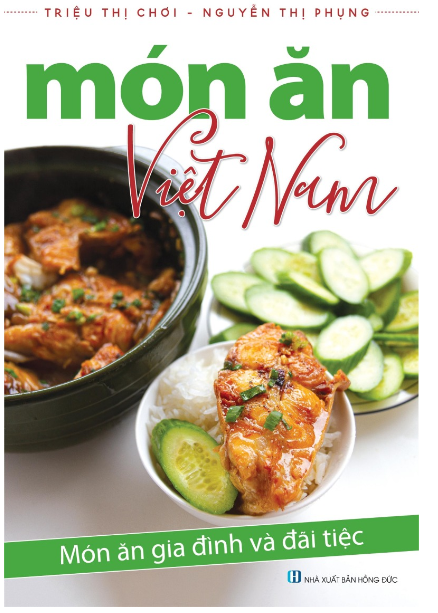 TRIỆU THỊ CHƠI - NGUYỄN THỊ PHỤNG
món ăn
Việt Nam
Món ăn gia đình và đãi tiệc
NHÀ XUẤT BẢN HỒNG ĐỨC